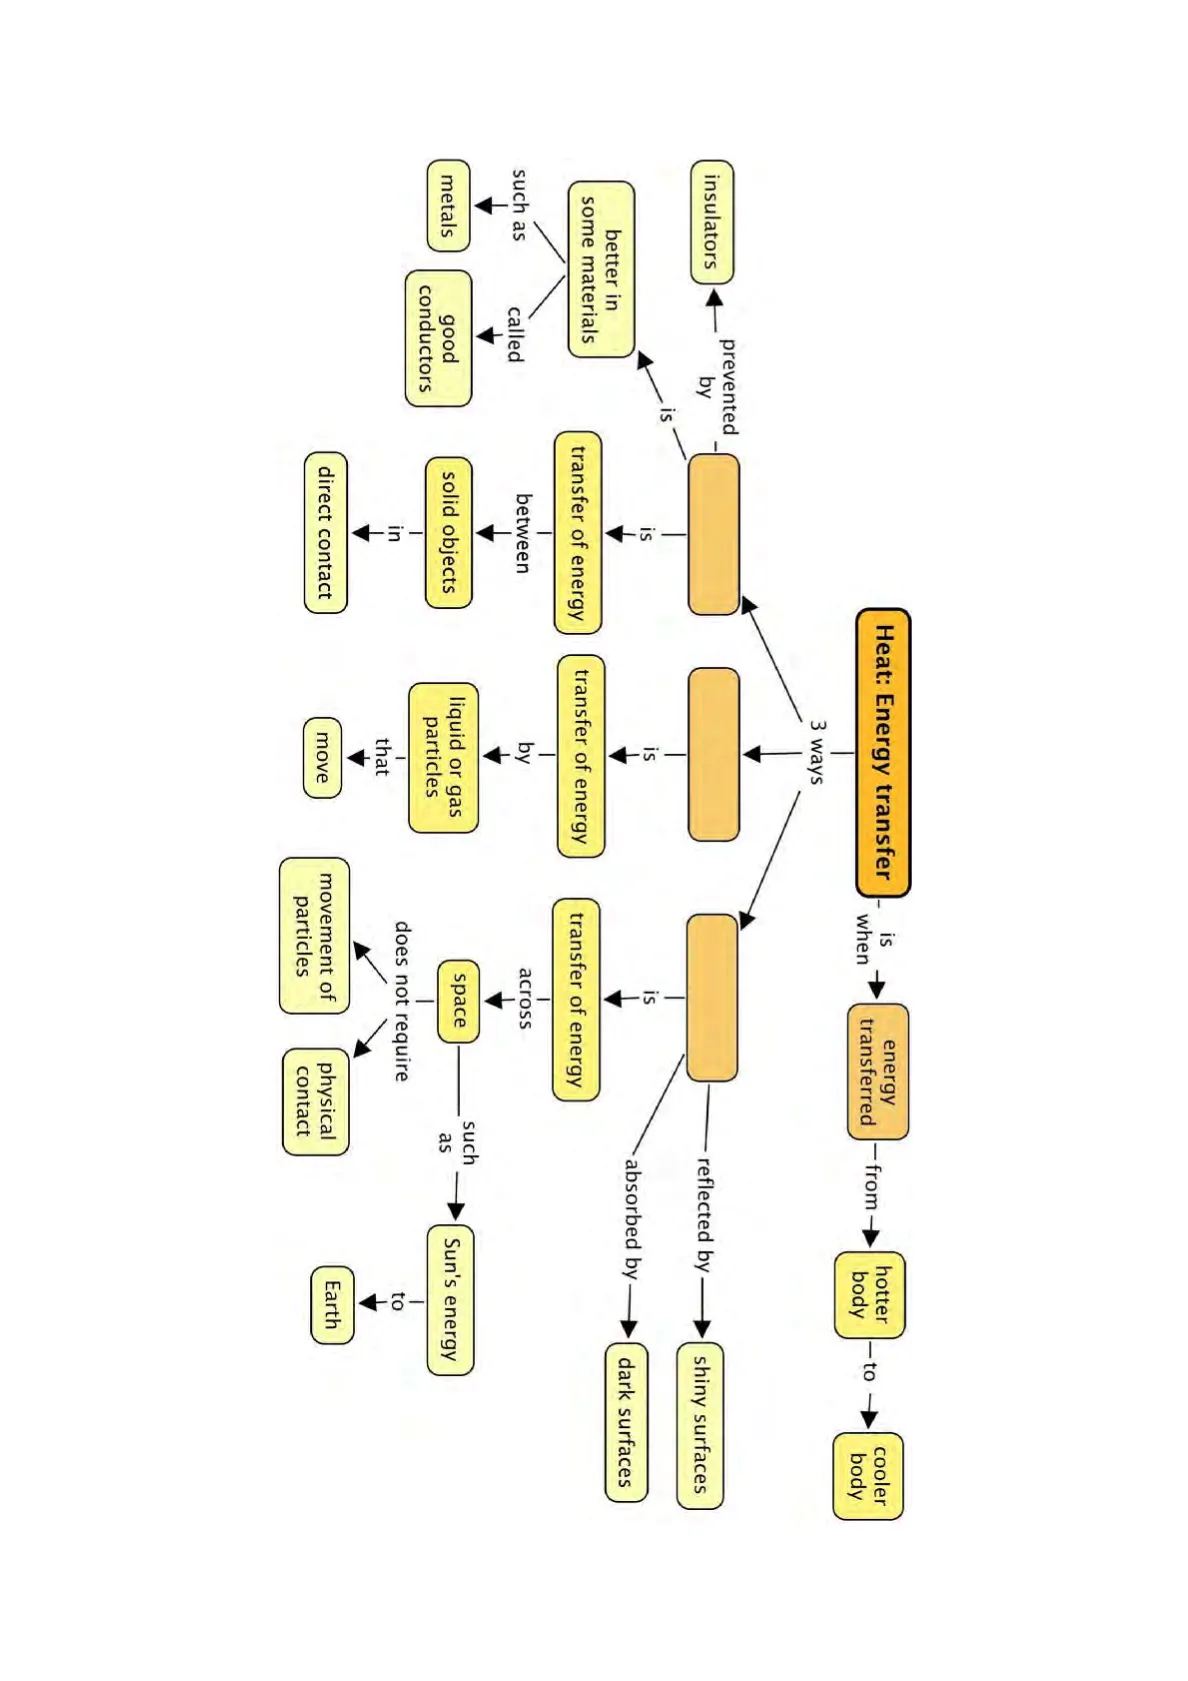 Heat: Energy transfer
is
when
energy
transferred
from
hotter
body
to
cooler
body
3 ways
insulators
prevented
by
is
better in
some materials
such as
metals
called
good
conductors
is
transfer of energy
between
solid objects
in
direct contact
is
transfer of energy
by
liquid or gas
particles
that
move
is
transfer of energy
across
space
does not require
movement of
particles
physical
contact
such
as
Sun's energy
to
Earth
reflected by
shiny surfaces
absorbed by
dark surfaces